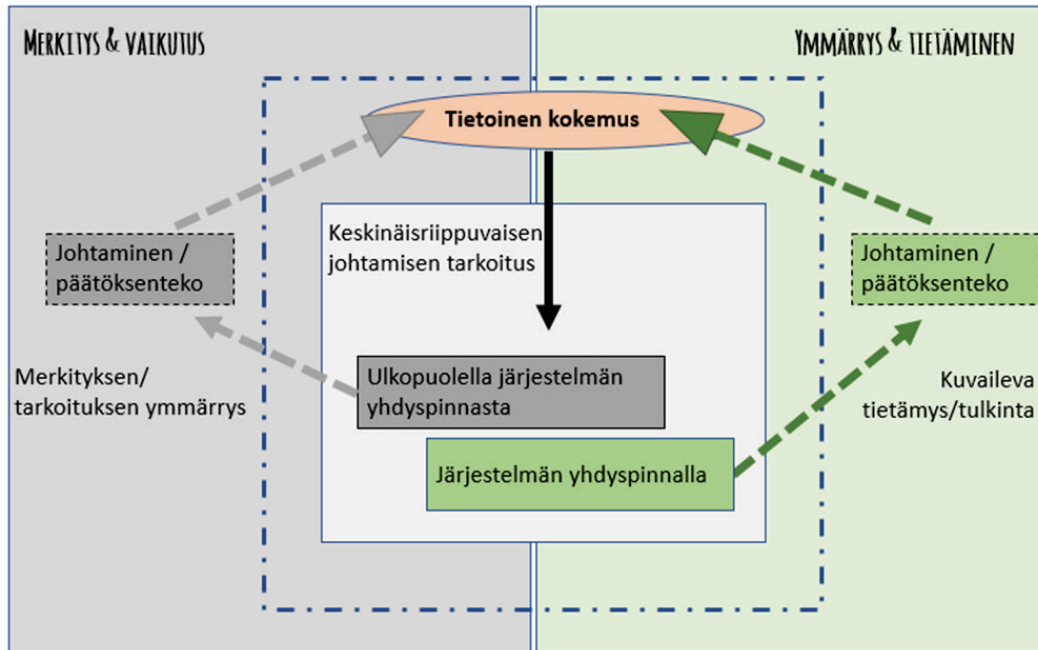 MERKITYS & VAIKUTUS
YMMÄRRYS & TIETÄMINEN
Tietoinen kokemus
Keskinäisriippuvaisen
johtamisen tarkoitus
Johtaminen /
päätöksenteko
Johtaminen /
päätöksenteko
Ulkopuolella järjestelmän
yhdyspinnasta
Merkityksen/
tarkoituksen ymmärrys
Kuvaileva
tietämys/tulkinta
Järjestelmän yhdyspinnalla